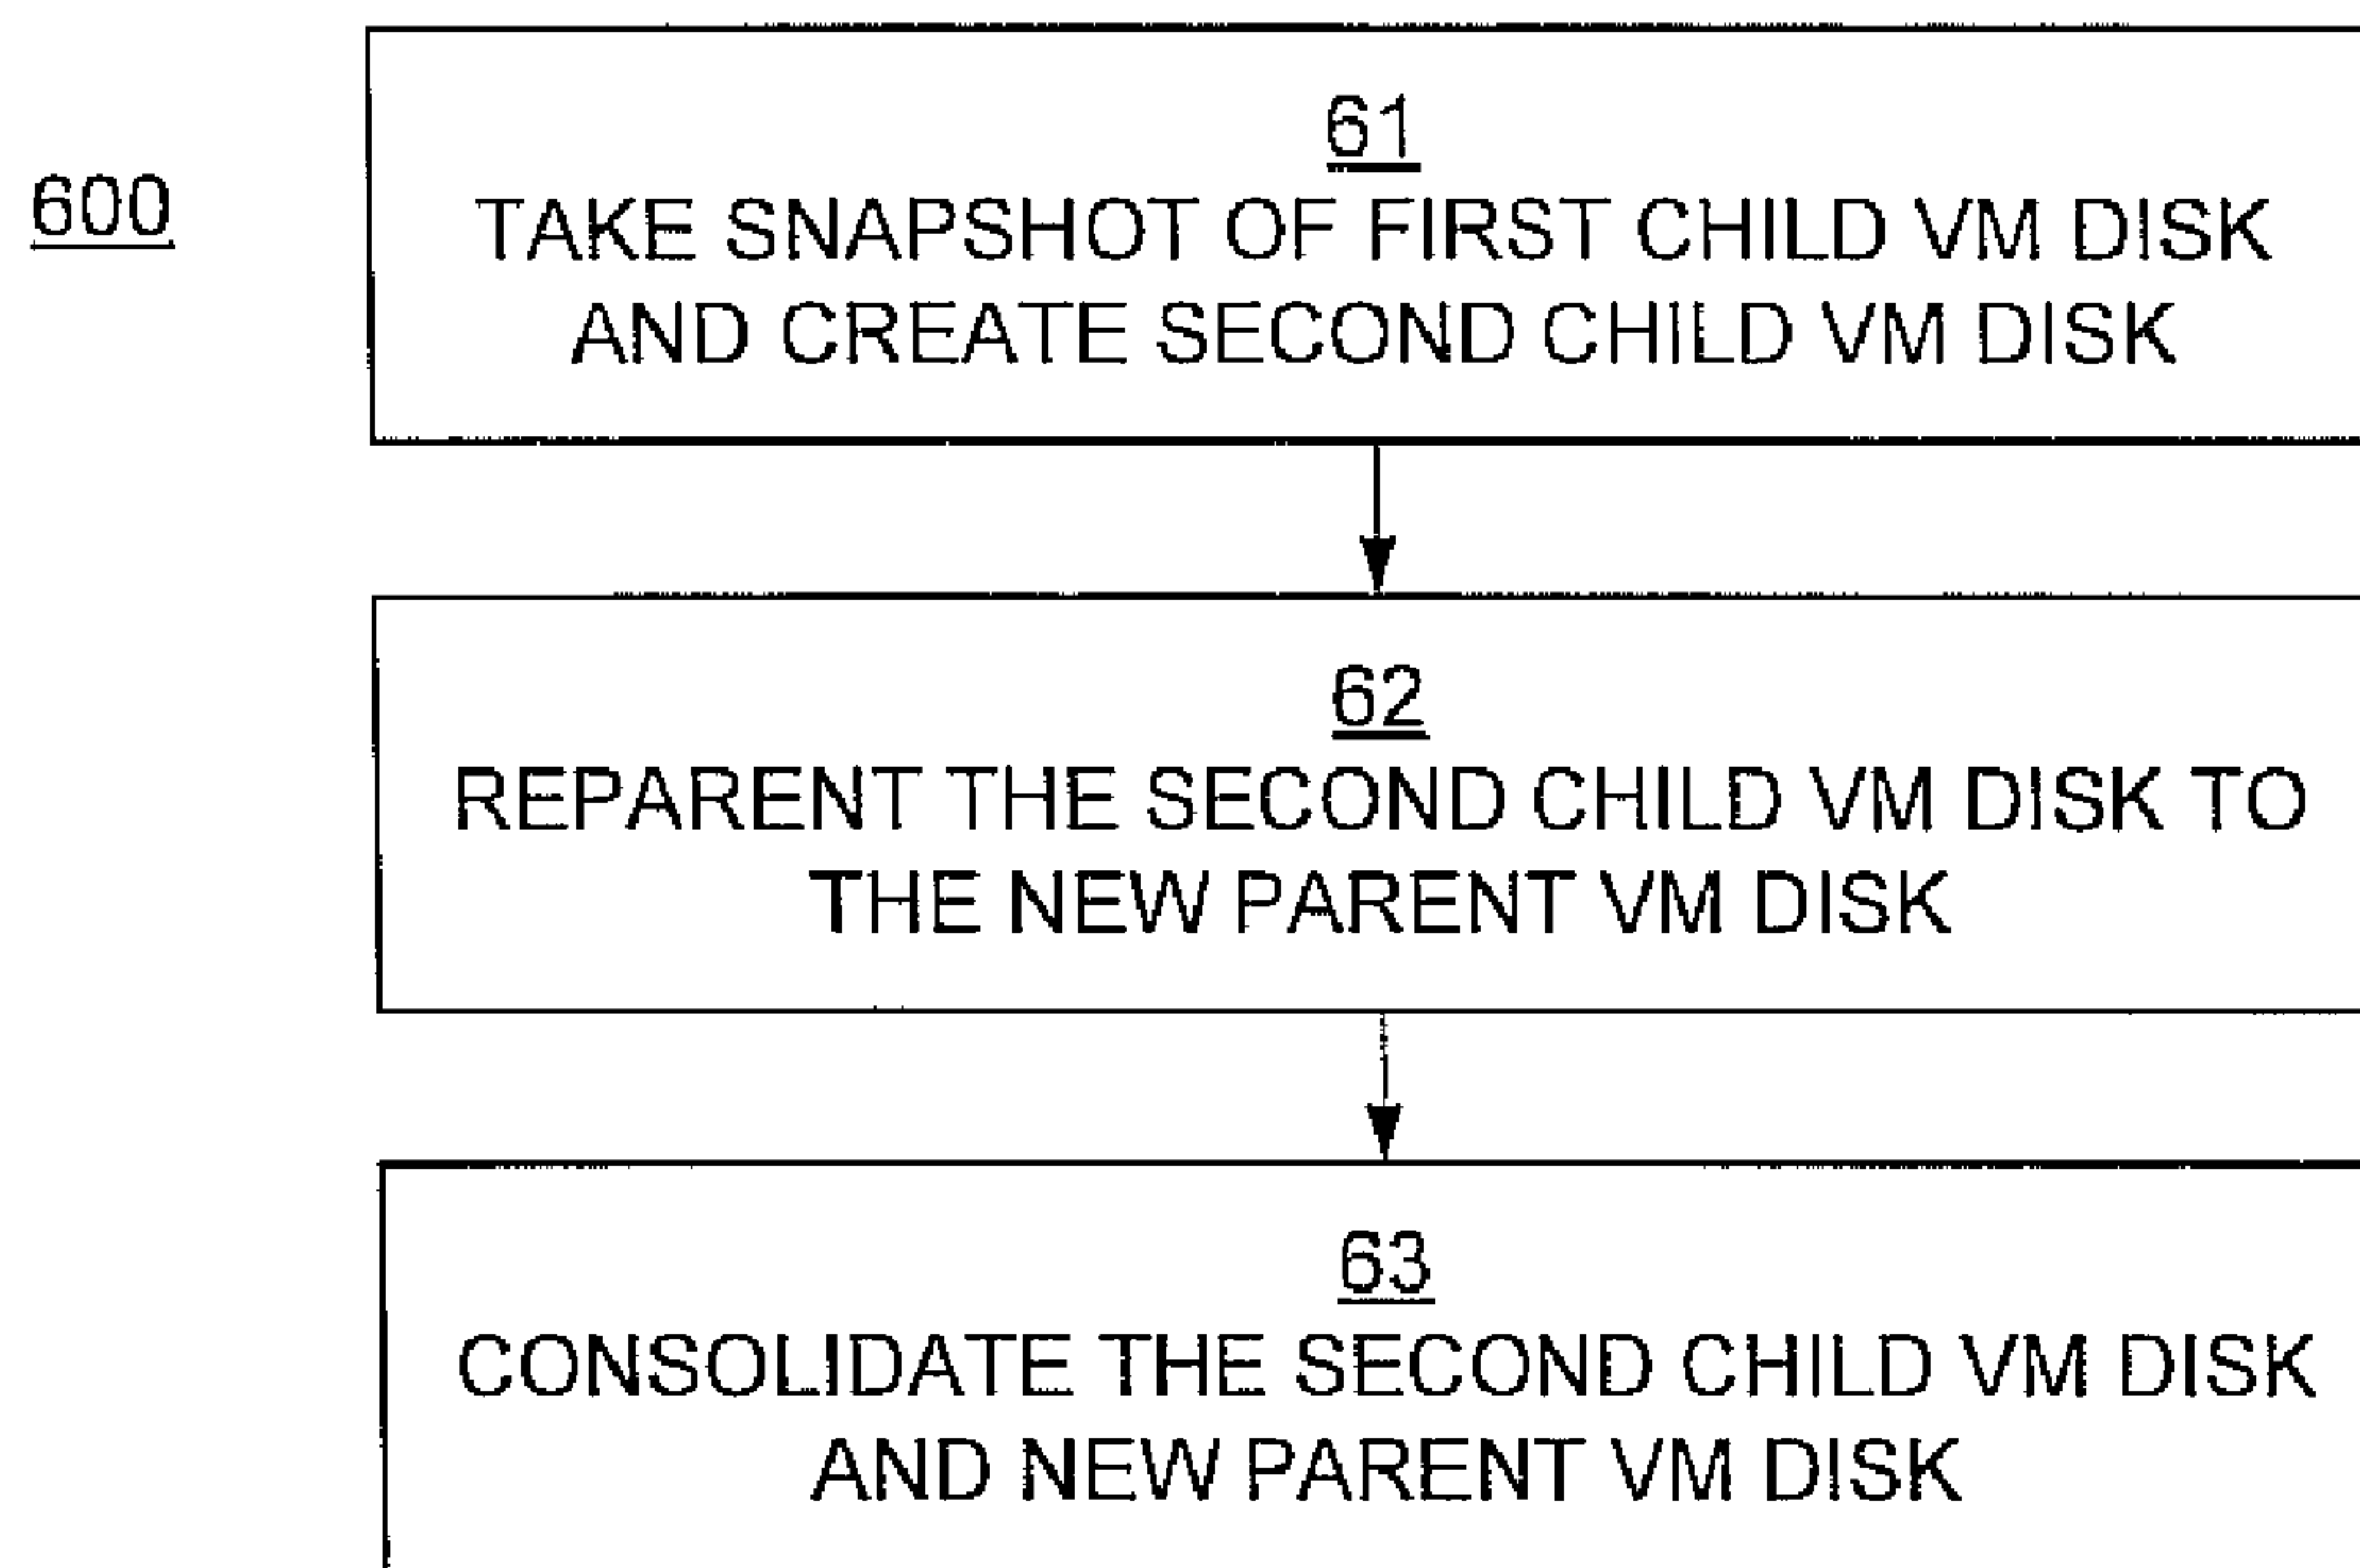 600
61
TAKE SNAPSHOT OF FIRST CHILD VM DISK
AND CREATE SECOND CHILD VM DISK
62
REPARENT THE SECOND CHILD VM DISK TO
THE NEW PARENT VM DISK
63
CONSOLIDATE THE SECOND CHILD VM DISK
AND NEW PARENT VM DISK